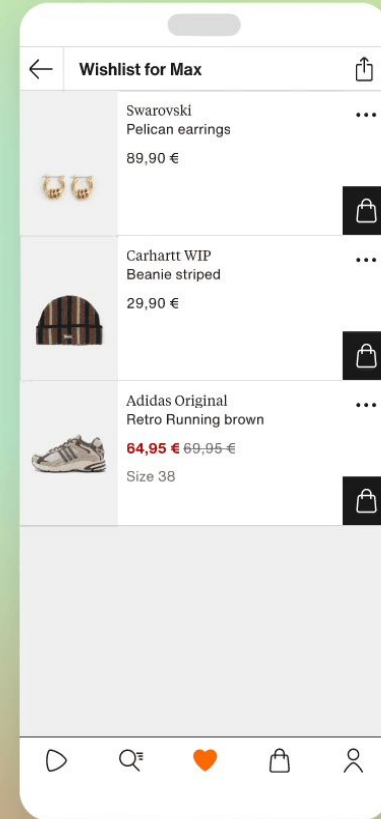 Wishlist for Max
Swarovski
Pelican earrings
89,90 €
Carhartt WIP
Beanie striped
29,90 €
Adidas Original
Retro Running brown
64,95 € 69,95 €
Size 38